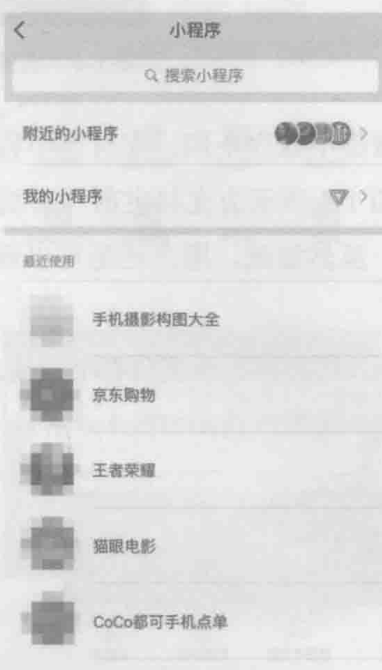 小程序
搜索小程序
附近的小程序
我的小程序
最近使用
手机摄影构图大全
京东购物
王者荣耀
猫眼电影
CoCo都可手机点单